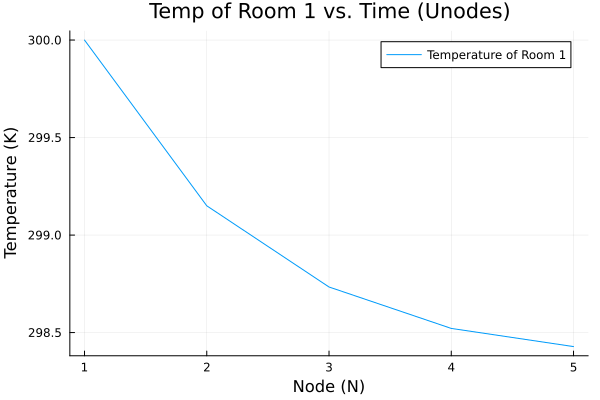 Temp of Room 1 vs. Time (Unodes)
Temperature of Room 1
300.0
299.5
299.0
298.5
Temperature (K)
1 2 3 4 5
Node (N)